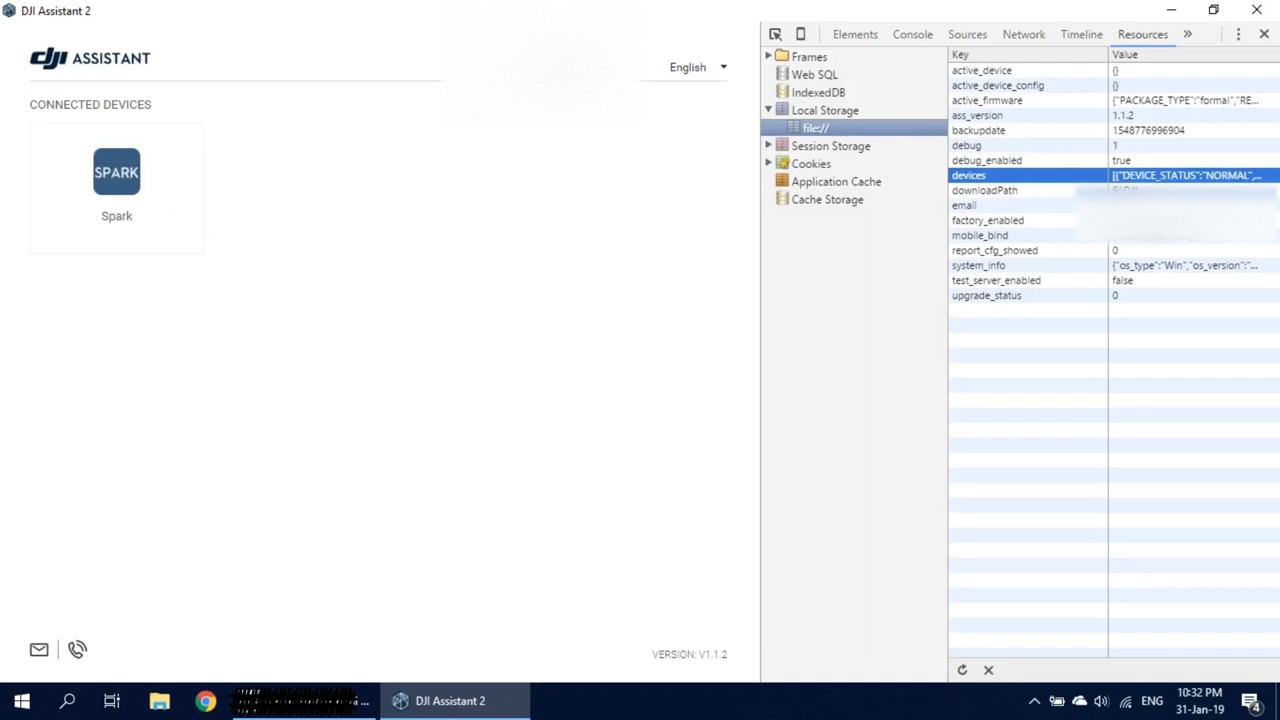 DJI Assistant 2
dji ASSISTANT
English
CONNECTED DEVICES
SPARK
Spark
VERSION: V1.1.2
Elements Console Sources Network Timeline Resources »
Frames
Web SQL
IndexedDB
Local Storage
file://
Session Storage
Cookies
Application Cache
Cache Storage
Key Value
active_device {}
active_device_config {}
active_firmware {"PACKAGE_TYPE":"formal","RE...
ass_version 1.1.2
backupdate 1548776996904
debug 1
debug_enabled true
devices [{"DEVICE_STATUS":"NORMAL",...
downloadPath
email
factory_enabled
mobile_bind
report_cfg_showed 0
system_info {"os_type":"Win","os_version":"...
test_server_enabled false
upgrade_status 0
DJI Assistant 2
ENG
10:32 PM
31-Jan-19
4